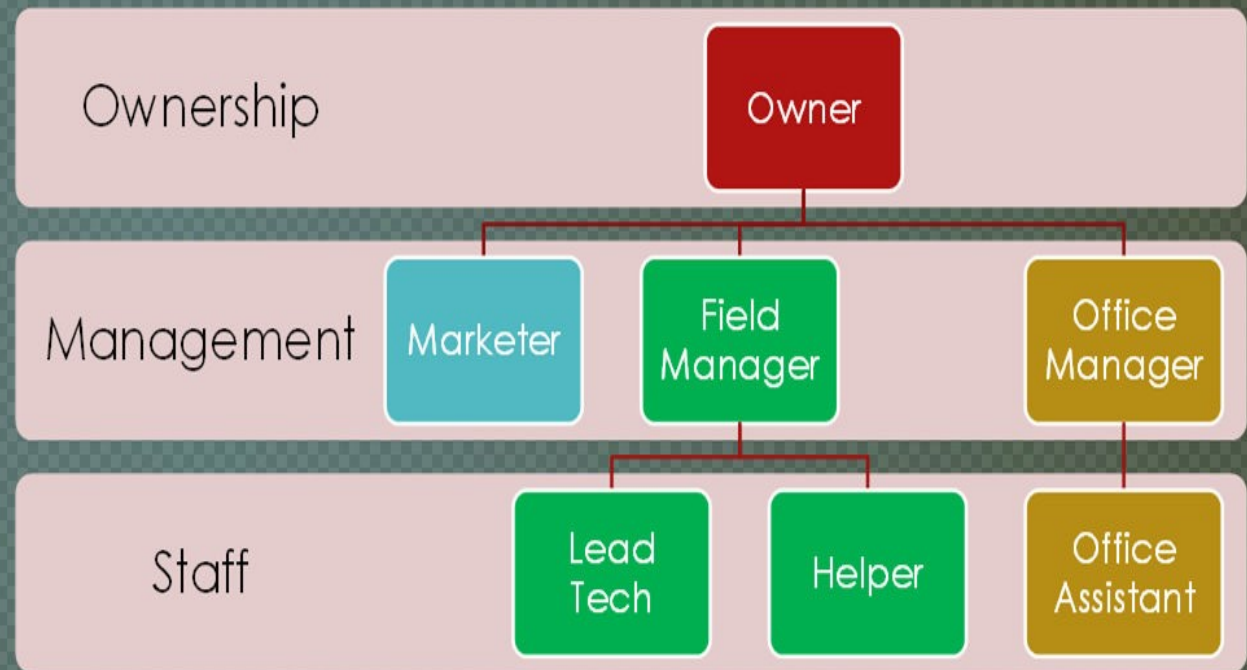 Ownership
Owner
Management
Marketer
Field
Manager
Office
Manager
Staff
Lead
Tech
Helper
Office
Assistant